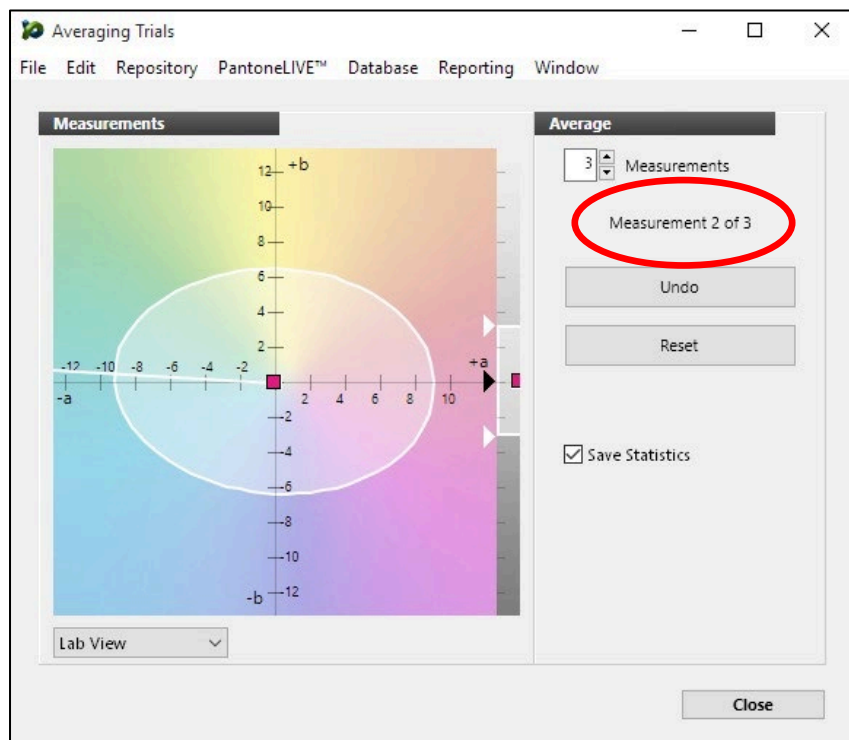 Averaging Trials
File Edit Repository PantoneLIVE™ Database Reporting Window
Measurements
Average
12
+b
10
8
6
4
2
-12 -10 -8 -6 -4 -2
+a
-a
2 4 6 8 10
-2
-4
-6
-8
-10
-b
-12
Lab View
3 Measurements
Measurement 2 of 3
Undo
Reset
Save Statistics
Close